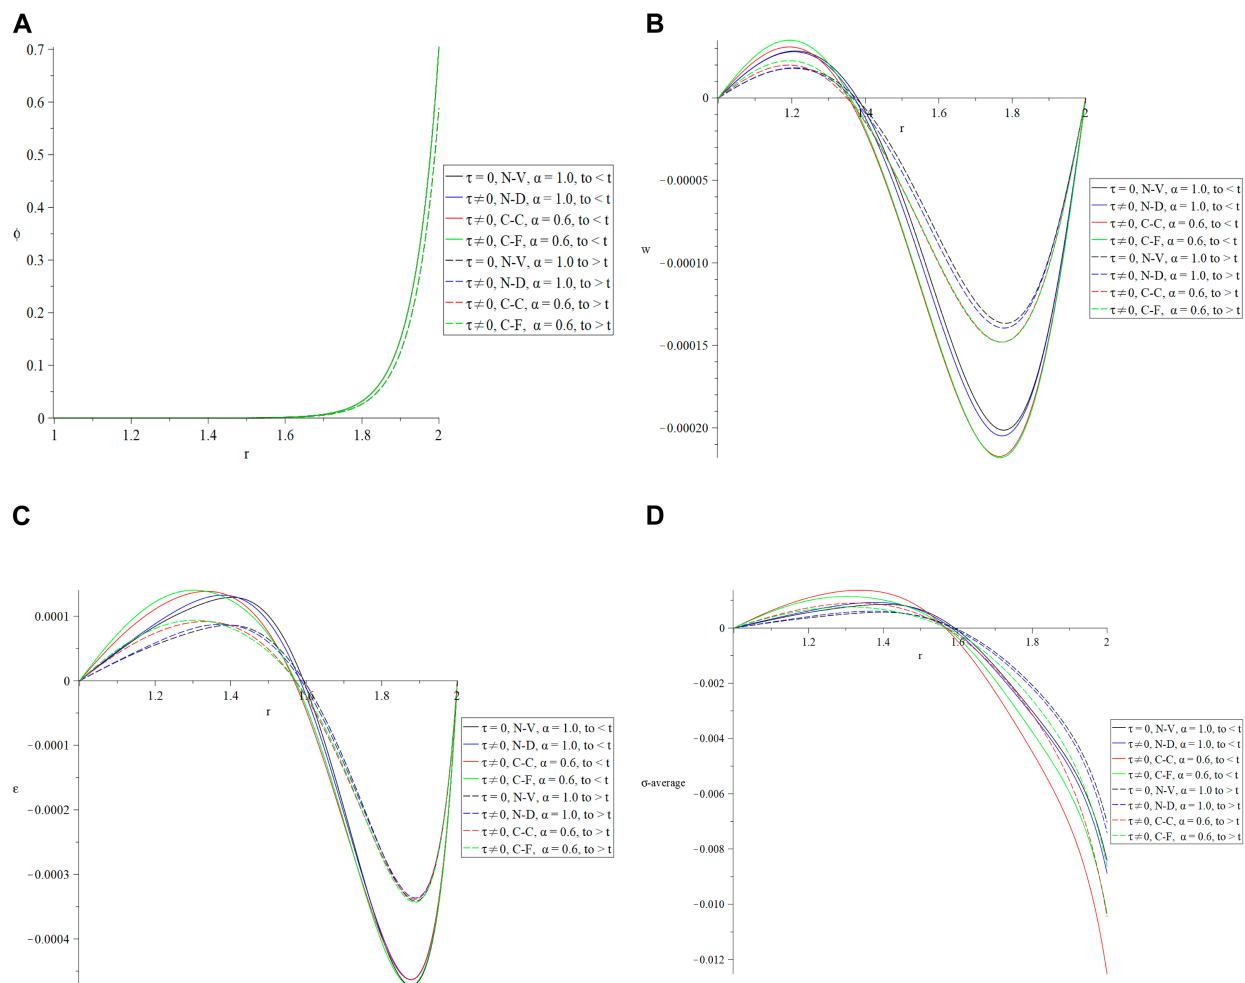 A
0.7
0.6
0.5
0.4
ϕ
0.3
0.2
0.1
0
1
1.2
1.4
1.6
1.8
2
r
τ = 0, N-V, α = 1.0, to < t
τ ≠ 0, N-D, α = 1.0, to < t
τ ≠ 0, C-C, α = 0.6, to < t
τ ≠ 0, C-F, α = 0.6, to < t
τ = 0, N-V, α = 1.0 to > t
τ ≠ 0, N-D, α = 1.0, to > t
τ ≠ 0, C-C, α = 0.6, to > t
τ ≠ 0, C-F, α = 0.6, to > t
B
0
−0.00005
w
−0.00010
−0.00015
−0.00020
1.2
1.4
1.6
1.8
2
r
τ = 0, N-V, α = 1.0, to < t
τ ≠ 0, N-D, α = 1.0, to < t
τ ≠ 0, C-C, α = 0.6, to < t
τ ≠ 0, C-F, α = 0.6, to < t
τ = 0, N-V, α = 1.0 to > t
τ ≠ 0, N-D, α = 1.0, to > t
τ ≠ 0, C-C, α = 0.6, to > t
τ ≠ 0, C-F, α = 0.6, to > t
C
0.0001
0
−0.0001
ε
−0.0002
−0.0003
−0.0004
1.2
1.4
1.6
1.8
2
r
τ = 0, N-V, α = 1.0, to < t
τ ≠ 0, N-D, α = 1.0, to < t
τ ≠ 0, C-C, α = 0.6, to < t
τ ≠ 0, C-F, α = 0.6, to < t
τ = 0, N-V, α = 1.0 to > t
τ ≠ 0, N-D, α = 1.0, to > t
τ ≠ 0, C-C, α = 0.6, to > t
τ ≠ 0, C-F, α = 0.6, to > t
D
0
−0.002
−0.004
σ-average
−0.006
−0.008
−0.010
−0.012
1.2
1.4
1.6
1.8
2
r
τ = 0, N-V, α = 1.0, to < t
τ ≠ 0, N-D, α = 1.0, to < t
τ ≠ 0, C-C, α = 0.6, to < t
τ ≠ 0, C-F, α = 0.6, to < t
τ = 0, N-V, α = 1.0 to > t
τ ≠ 0, N-D, α = 1.0, to > t
τ ≠ 0, C-C, α = 0.6, to > t
τ ≠ 0, C-F, α = 0.6, to > t